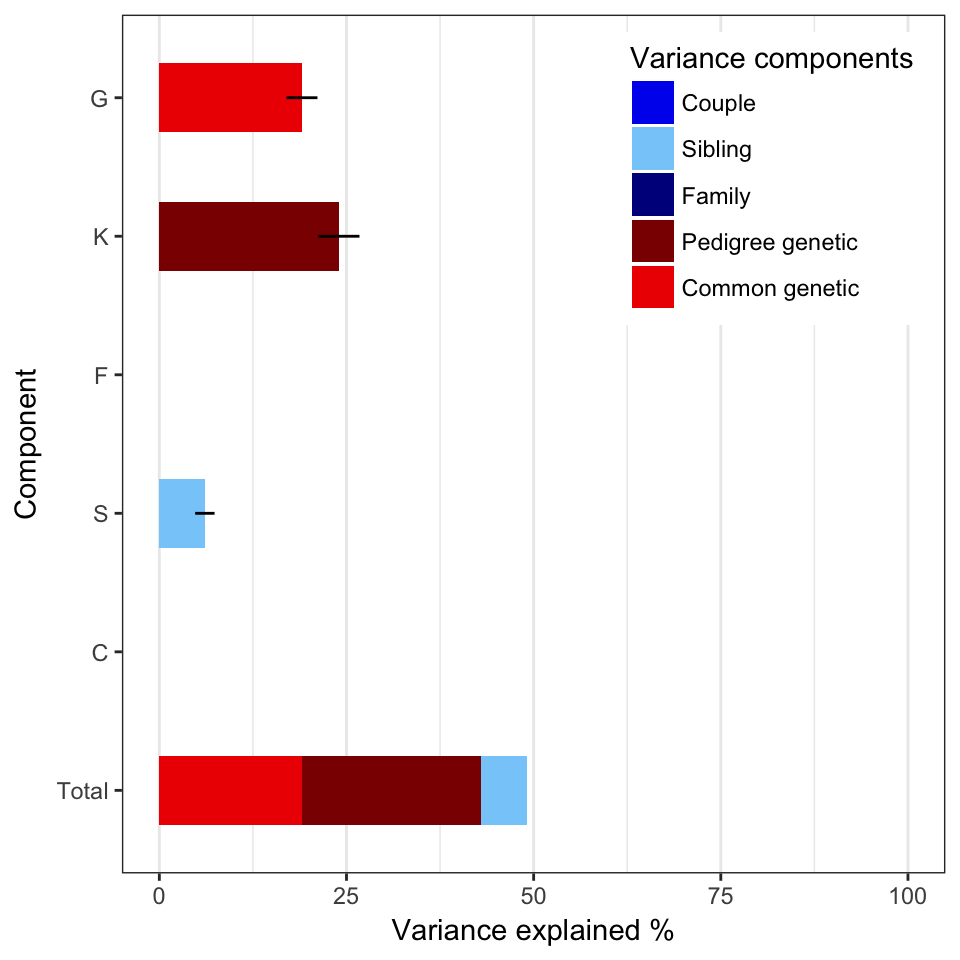 Variance components
Couple
Sibling
Family
Pedigree genetic
Common genetic
G
K
F
S
C
Total
Component
0 25 50 75 100
Variance explained %